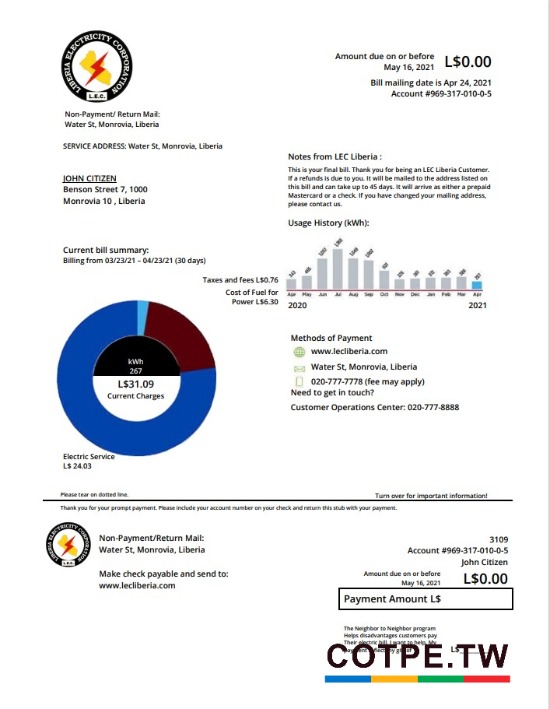 LIBERIA ELECTRICITY CORPORATION
L.E.C.
Non-Payment/ Return Mail:
Water St, Monrovia, Liberia
Amount due on or before
May 16, 2021
L$0.00
Bill mailing date is Apr 24, 2021
Account #969-317-010-0-5
SERVICE ADDRESS: Water St, Monrovia, Liberia
JOHN CITIZEN
Benson Street 7, 1000
Monrovia 10 , Liberia
Notes from LEC Liberia :
This is your final bill. Thank you for being an LEC Liberia Customer.
If a refunds is due to you. It will be mailed to the address listed on
this bill and can take up to 45 days. It will arrive as either a prepaid
Mastercard or a check. If you have changed your mailing address,
please contact us.
Usage History (kWh):
Apr May Jun Jul Aug Sep Oct Nov Dec Jan Feb Mar Apr
2020 2021
Current bill summary:
Billing from 03/23/21 – 04/23/21 (30 days)
Taxes and fees L$0.76
Cost of Fuel for
Power L$6.30
kWh
267
L$31.09
Current Charges
Electric Service
L$ 24.03
Methods of Payment
www.lecliberia.com
Water St, Monrovia, Liberia
020-777-7778 (fee may apply)
Need to get in touch?
Customer Operations Center: 020-777-8888
Please tear on dotted line.
Turn over for important information!
Thank you for your prompt payment. Please include your account number on your check and return this stub with your payment.
LIBERIA ELECTRICITY CORPORATION
L.E.C.
Non-Payment/Return Mail:
Water St, Monrovia, Liberia
Make check payable and send to:
www.lecliberia.com
3109
Account #969-317-010-0-5
John Citizen
Amount due on or before
May 16, 2021
L$0.00
Payment Amount L$
The Neighbor to Neighbor program
Helps disadvantages customers pay
Their electric bill. I want to help. My
L$
COTPE.TW